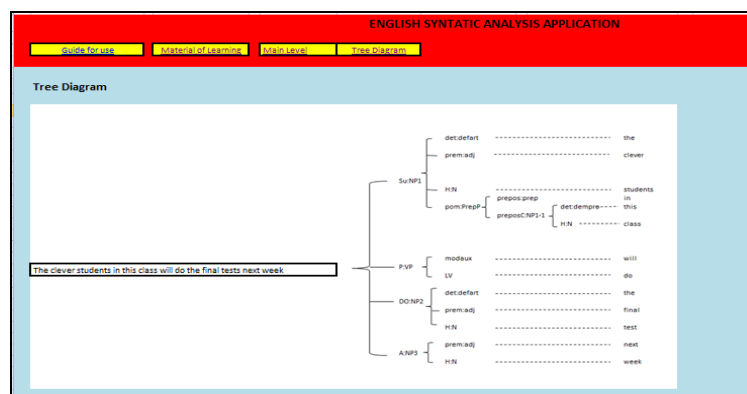 ENGLISH SYNTATIC ANALYSIS APPLICATION
Guide for use Material of Learning Main Level Tree Diagram
Tree Diagram
det:defart the
prem:adj clever
Su:NP1
H:N students
prepos:prep in
pom:PrepP det:dempre this
preposC:NP1-1
H:N class
modaux will
P:VP
The clever students in this class will do the final tests next week
LV do
det:defart the
DO:NP2
prem:adj final
H:N test
prem:adj next
A:NP3
H:N week